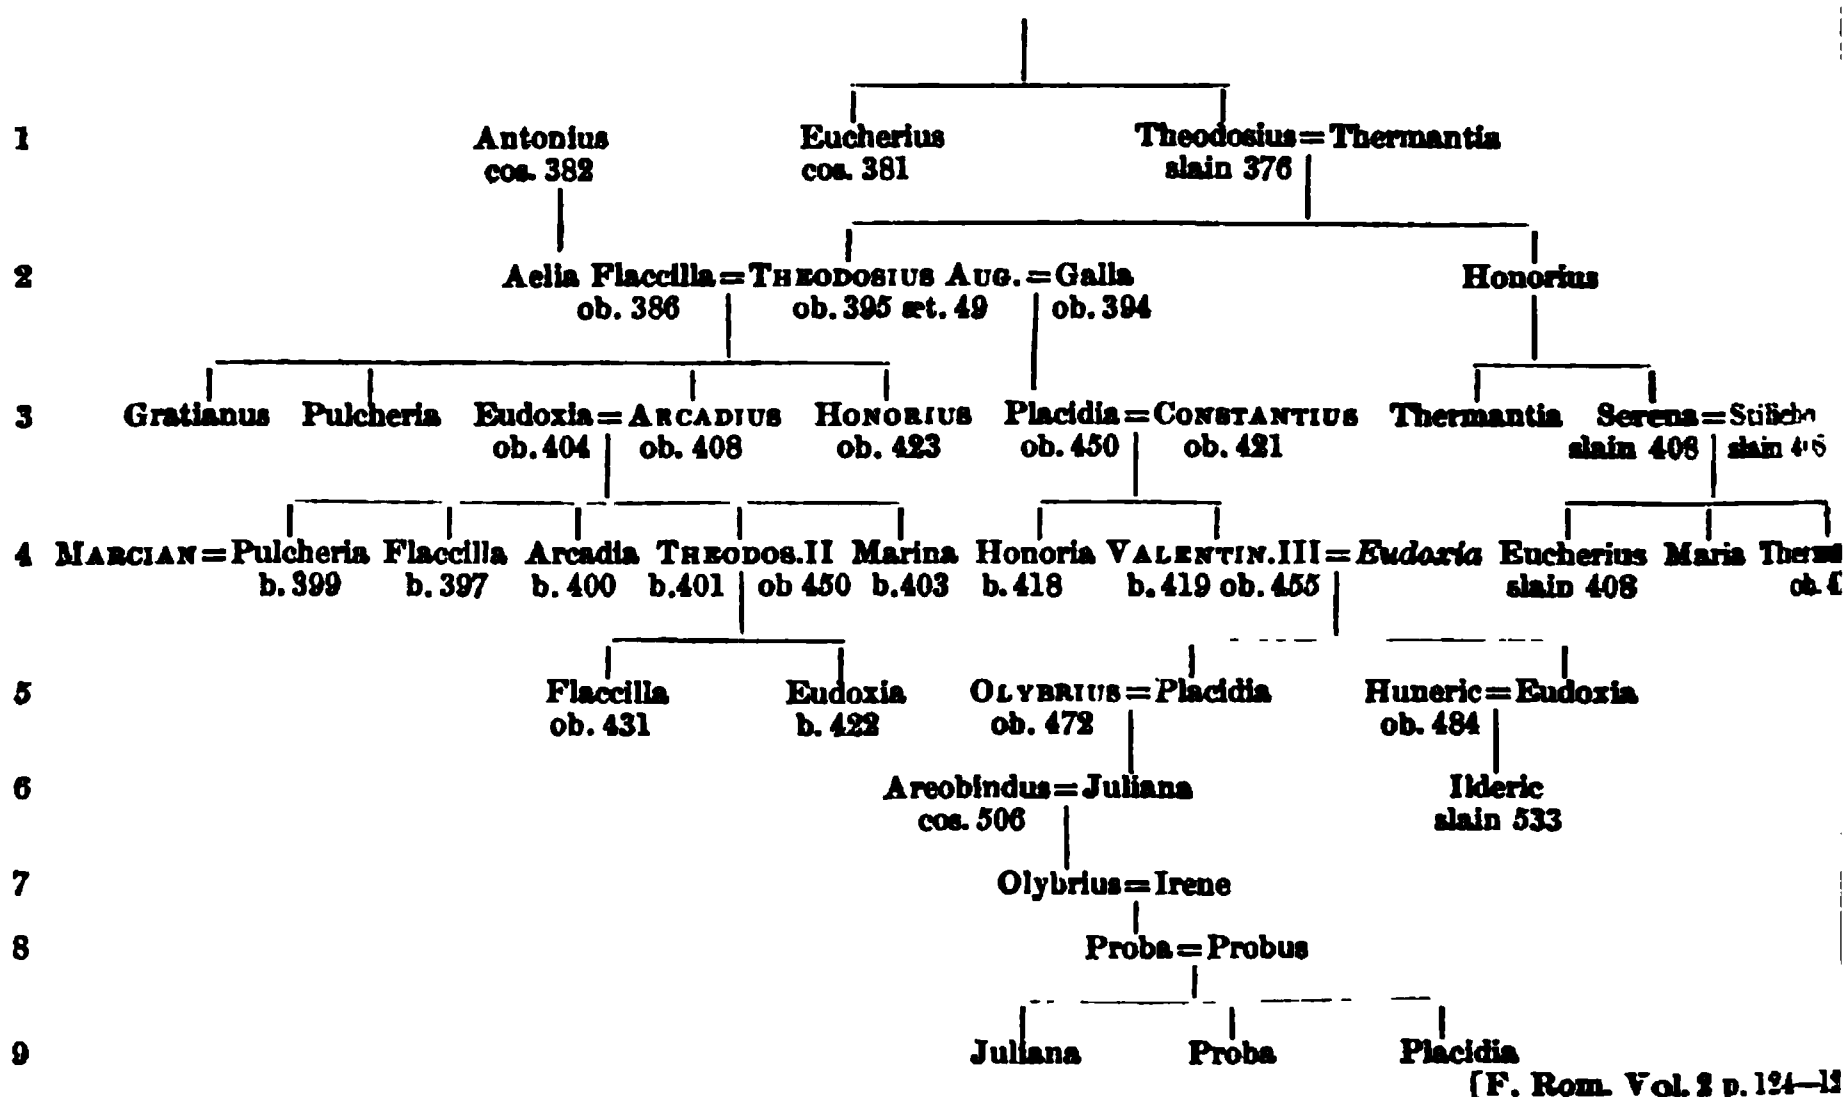 1 Antonius Eucherius Theodosius=Thermantia
cos. 382 cos. 381 slain 376
2 Aelia Flaccilla=THEODOSIUS AUG.=Galla Honorius
ob. 386 ob. 395 æt. 49 ob. 394
3 Gratianus Pulcheria Eudoxia=ARCADIUS HONORIUS Placidia=CONSTANTIUS Thermantia Serena=Stilicho
ob. 404 ob. 408 ob. 423 ob. 450 ob. 421 slain 408 slain
4 MARCIAN=Pulcheria Flaccilla Arcadia THEODOS.II Marina Honoria VALENTIN.III=Eudoxia Eucherius Maria
b. 399 b. 397 b. 400 b. 401 ob 450 b. 403 b. 418 b. 419 ob. 455 slain 408 ob.
5 Flaccilla Eudoxia OLYBRIUS=Placidia Huneric=Eudoxia
ob. 431 b. 422 ob. 472 ob. 484
6 Areobindus=Juliana Ilderic
cos. 506 slain 533
7 Olybrius=Irene
8 Proba=Probus
9 Juliana Proba Placidia
[F. Rom. Vol. 2 p.